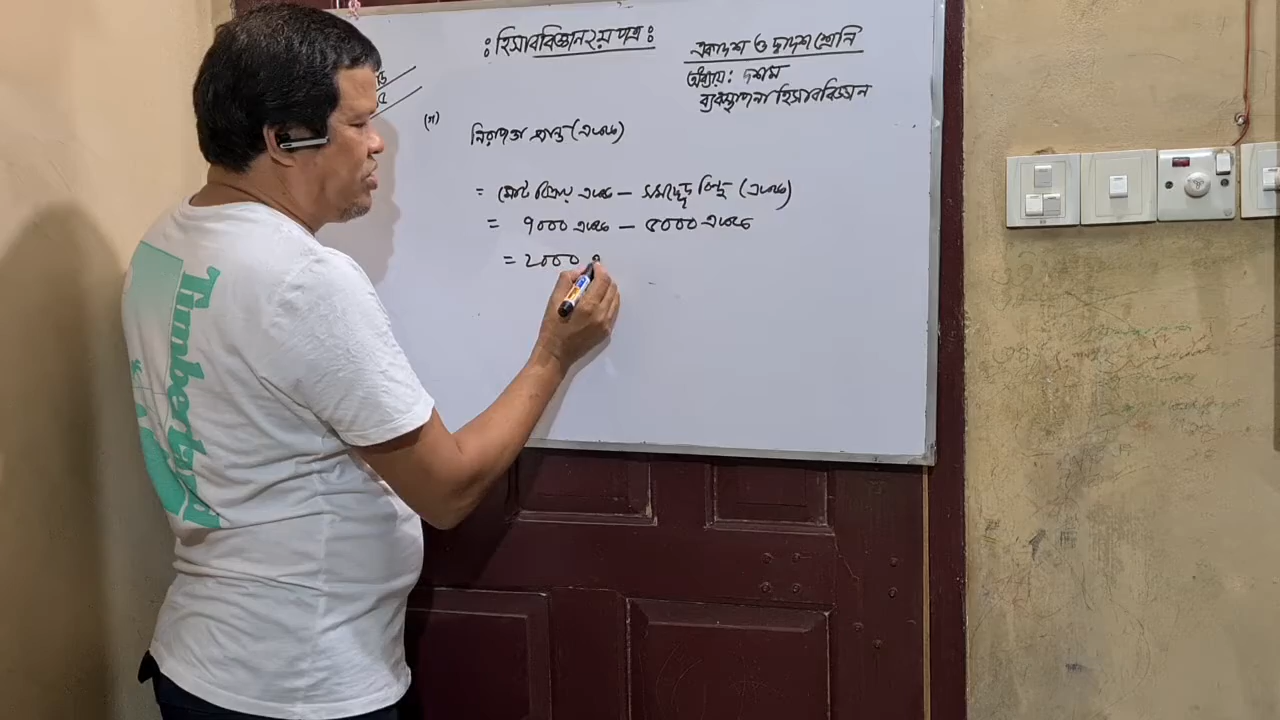 : হিসাববিজ্ঞান ২য় পত্র :
একাদশ ও দ্বাদশ শ্রেনি
অধ্যায় : দশম
ব্যবস্থাপনা হিসাববিজ্ঞান
(গ)
নিরাপত্তা প্রান্ত (একক)
= মোট বিক্রয় একক – সমচ্ছেদ বিন্দু (একক)
= ৭০০০ একক – ৫০০০ একক
= ২০০০
Timberland